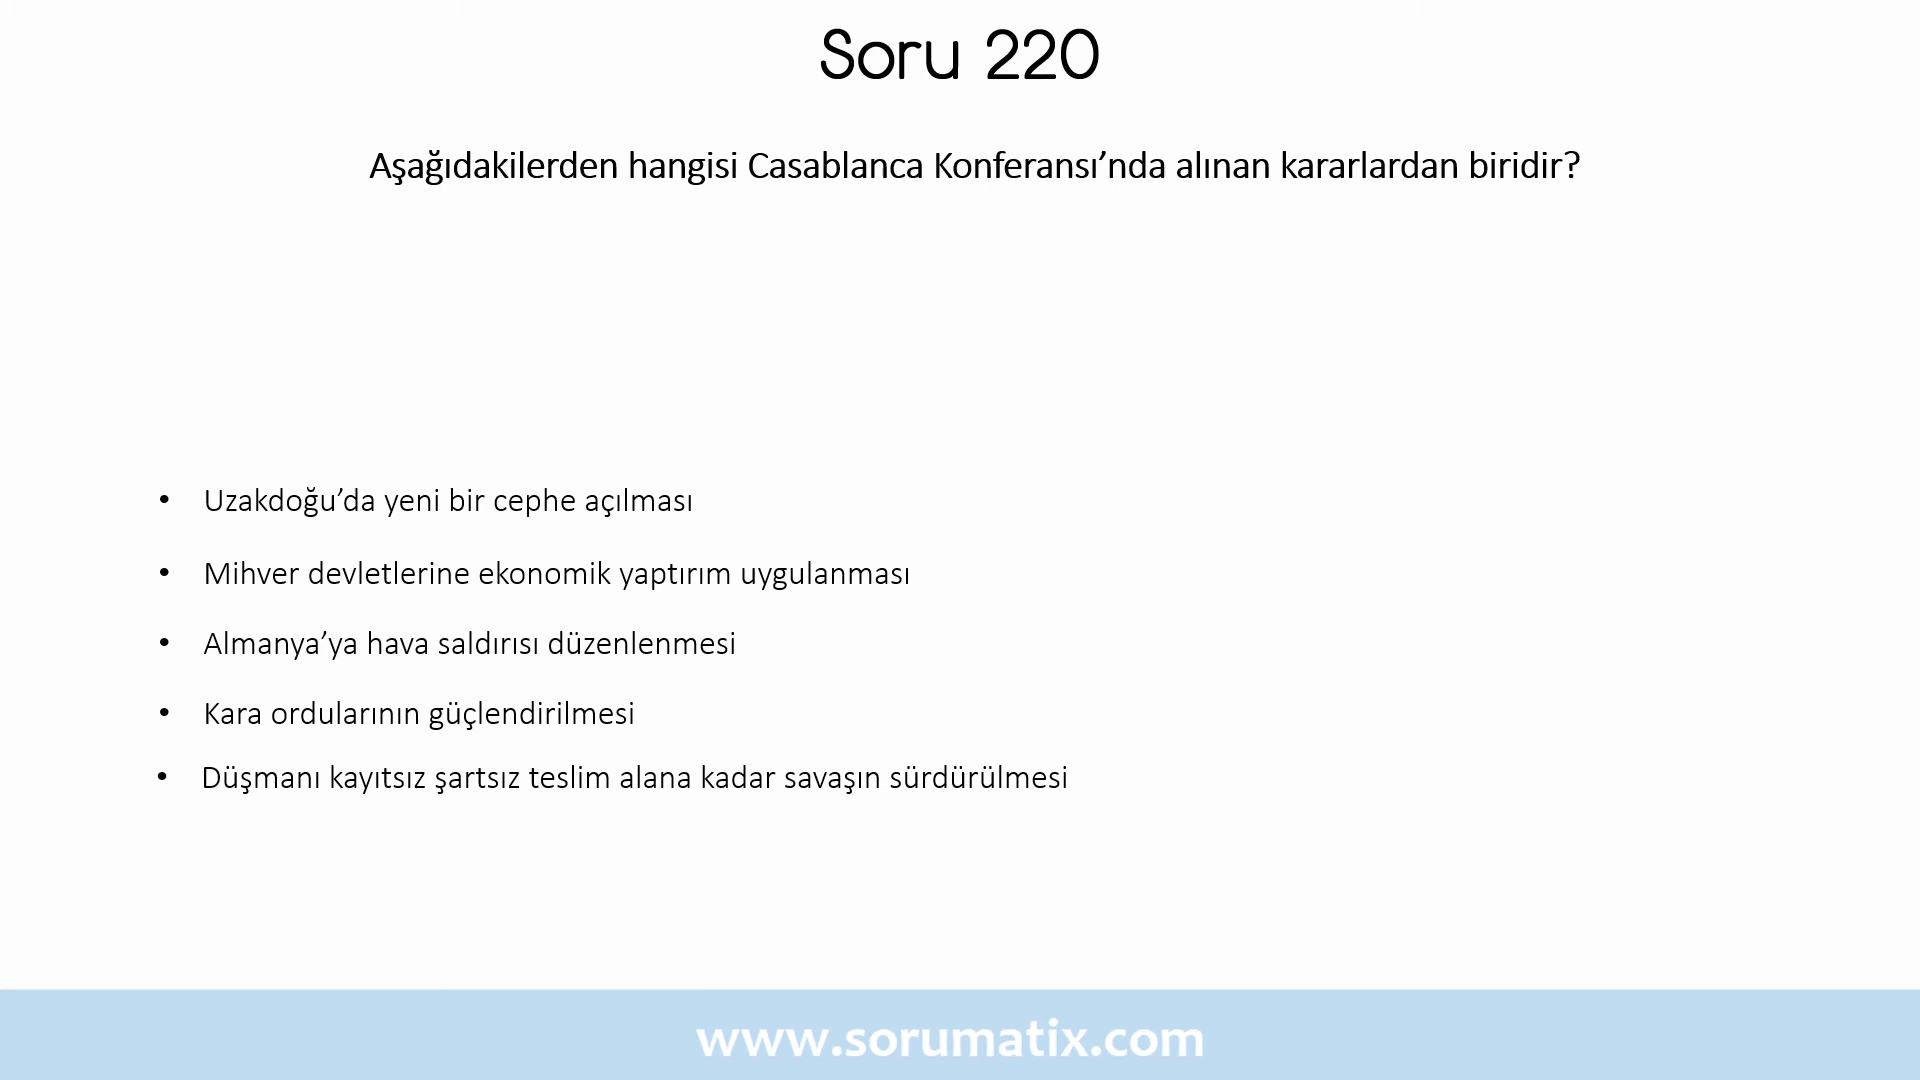 Soru 220
Aşağıdakilerden hangisi Casablanca Konferansı’nda alınan kararlardan biridir?
• Uzakdoğu’da yeni bir cephe açılması
• Mihver devletlerine ekonomik yaptırım uygulanması
• Almanya’ya hava saldırısı düzenlenmesi
• Kara ordularının güçlendirilmesi
• Düşmanı kayıtsız şartsız teslim alana kadar savaşın sürdürülmesi
www.sorumatix.com